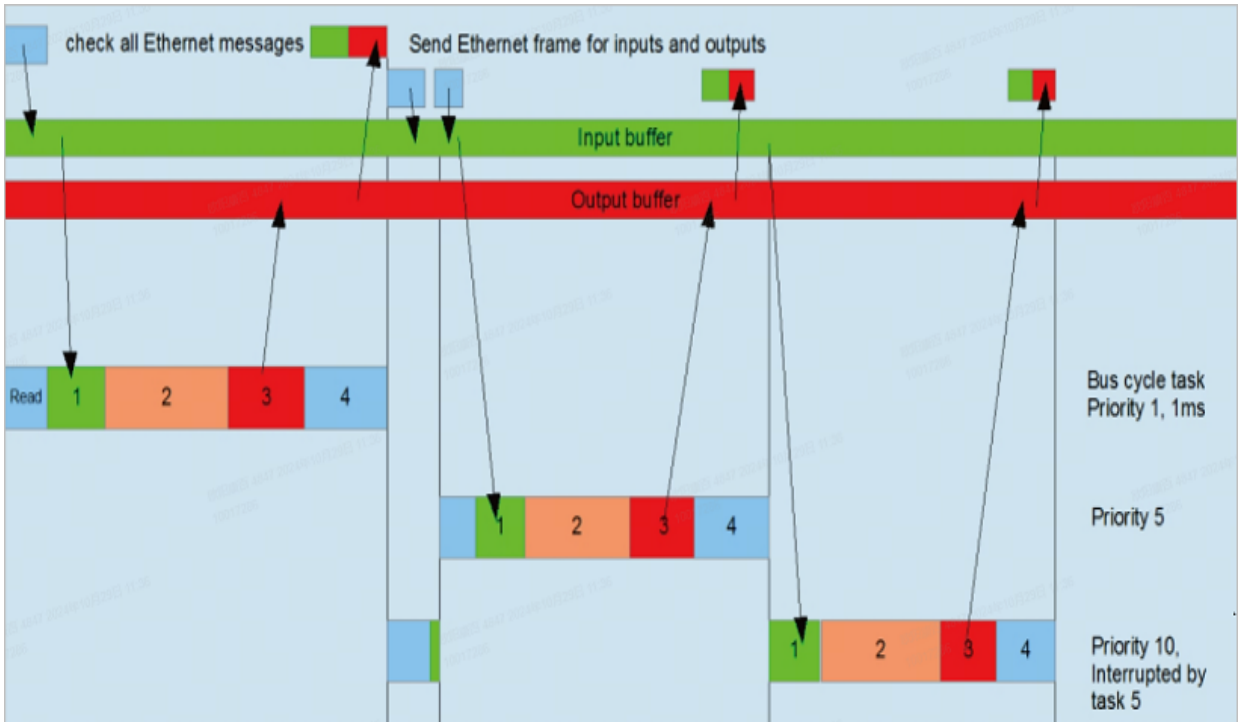 check all Ethernet messages
Send Ethernet frame for inputs and outputs
Input buffer
Output buffer
Read
1
2
3
4
Bus cycle task
Priority 1, 1ms
1
2
3
4
Priority 5
1
2
3
4
Priority 10,
Interrupted by
task 5